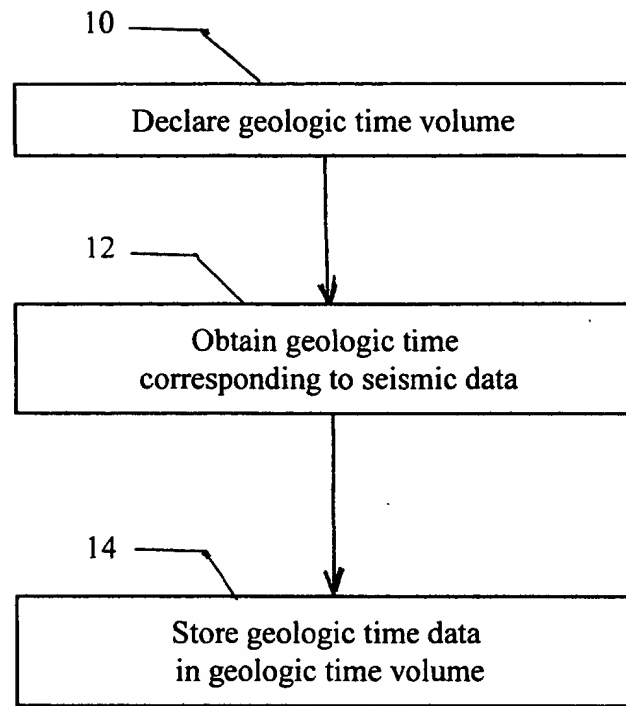 10
Declare geologic time volume
12
Obtain geologic time
corresponding to seismic data
14
Store geologic time data
in geologic time volume